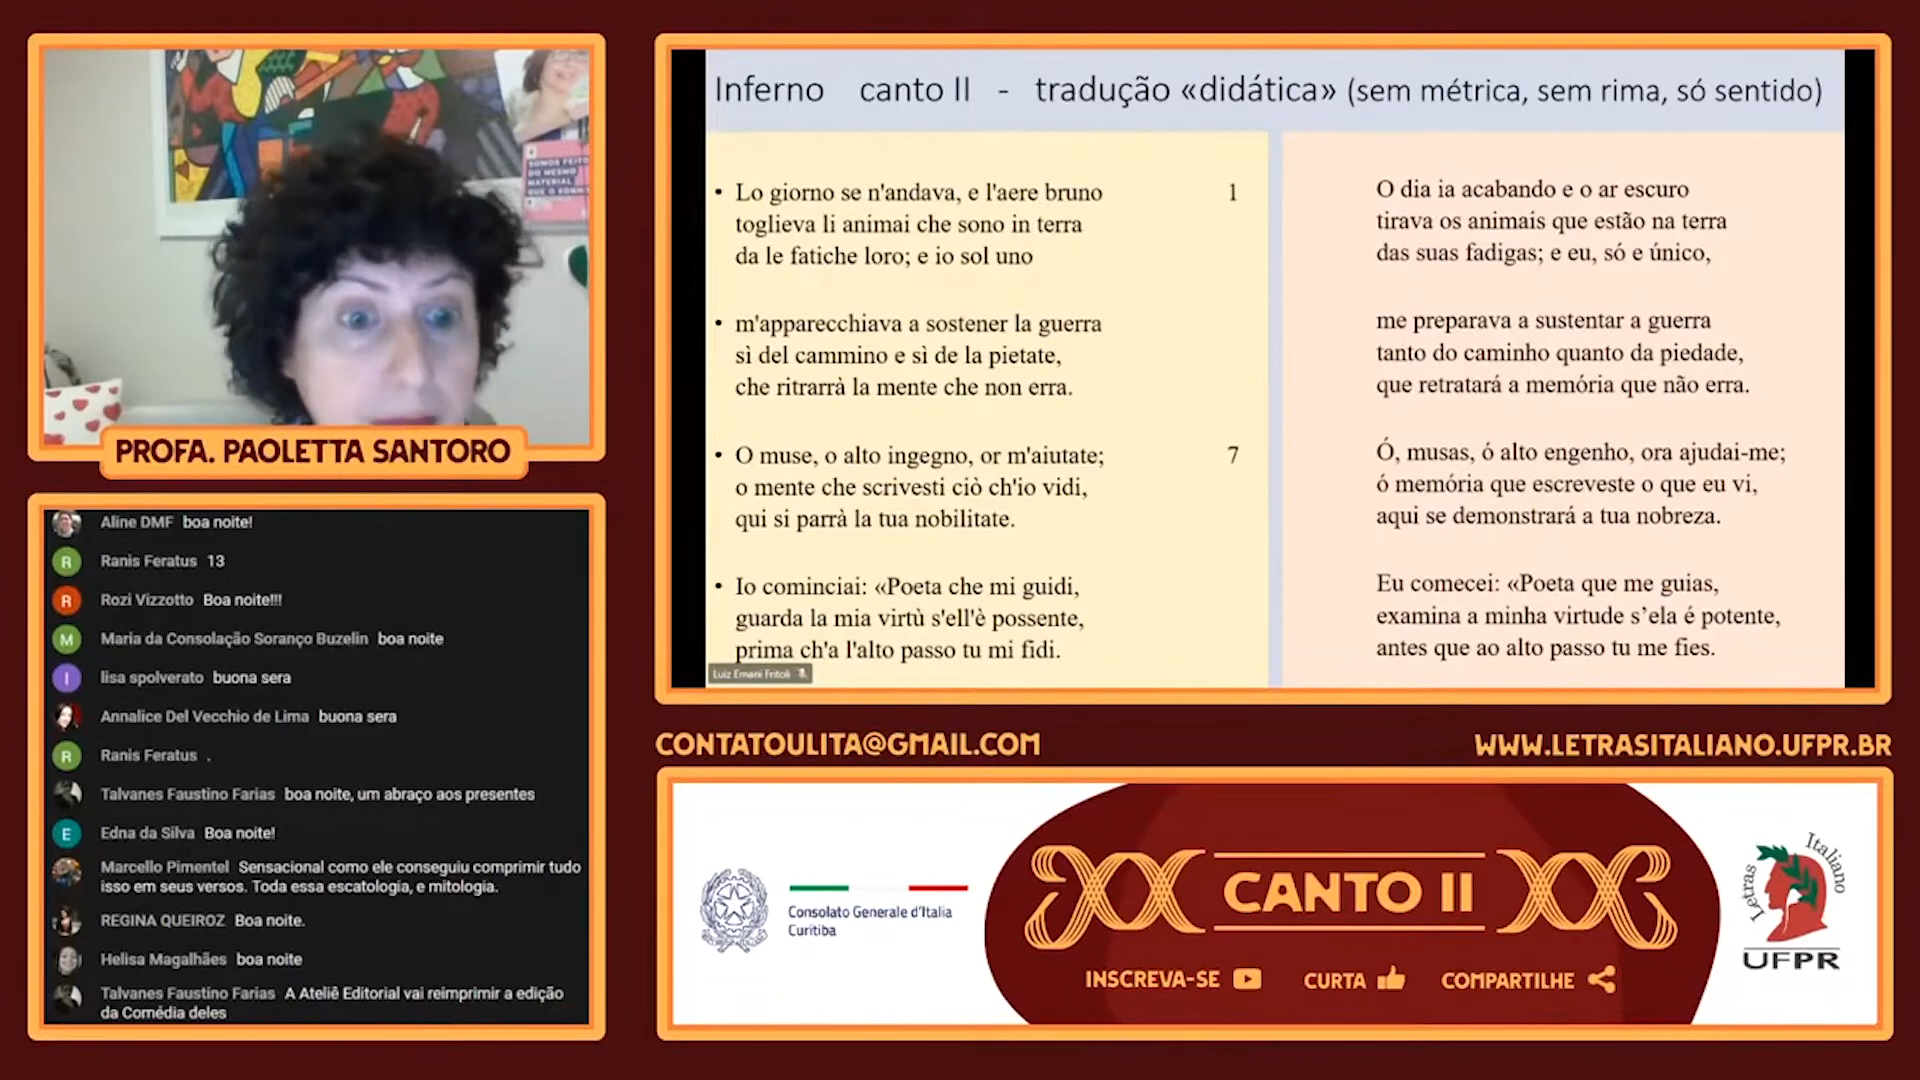 SOMOS FEITO
DO MESMO
MATERIAL
PROFA. PAOLETTA SANTORO
Aline DMF boa noite!
R Ranis Feratus 13
R Rozi Vizzotto Boa noite!!!
M Maria da Consolação Soranço Buzelin boa noite
l lisa spolverato buona sera
Annalice Del Vecchio de Lima buona sera
R Ranis Feratus .
Talvanes Faustino Farias boa noite, um abraço aos presentes
E Edna da Silva Boa noite!
Marcello Pimentel Sensacional como ele conseguiu comprimir tudo
isso em seus versos. Toda essa escatologia, e mitologia.
REGINA QUEIROZ Boa noite.
Helisa Magalhães boa noite
Talvanes Faustino Farias A Ateliê Editorial vai reimprimir a edição
da Comédia deles
Inferno canto II - tradução «didática» (sem métrica, sem rima, só sentido)
• Lo giorno se n'andava, e l'aere bruno 1
toglieva li animai che sono in terra
da le fatiche loro; e io sol uno
• m'apparecchiava a sostener la guerra
sì del cammino e sì de la pietate,
che ritrarrà la mente che non erra.
• O muse, o alto ingegno, or m'aiutate; 7
o mente che scrivesti ciò ch'io vidi,
qui si parrà la tua nobilitate.
• Io cominciai: «Poeta che mi guidi,
guarda la mia virtù s'ell'è possente,
prima ch'a l'alto passo tu mi fidi.
Luiz Ernani Fritoli
O dia ia acabando e o ar escuro
tirava os animais que estão na terra
das suas fadigas; e eu, só e único,
me preparava a sustentar a guerra
tanto do caminho quanto da piedade,
que retratará a memória que não erra.
Ó, musas, ó alto engenho, ora ajudai-me;
ó memória que escreveste o que eu vi,
aqui se demonstrará a tua nobreza.
Eu comecei: «Poeta que me guias,
examina a minha virtude s’ela é potente,
antes que ao alto passo tu me fies.
CONTATOULITA@GMAIL.COM
WWW.LETRASITALIANO.UFPR.BR
Consolato Generale d'Italia
Curitiba
CANTO II
INSCREVA-SE
CURTA
COMPARTILHE
Letras Italiano
UFPR